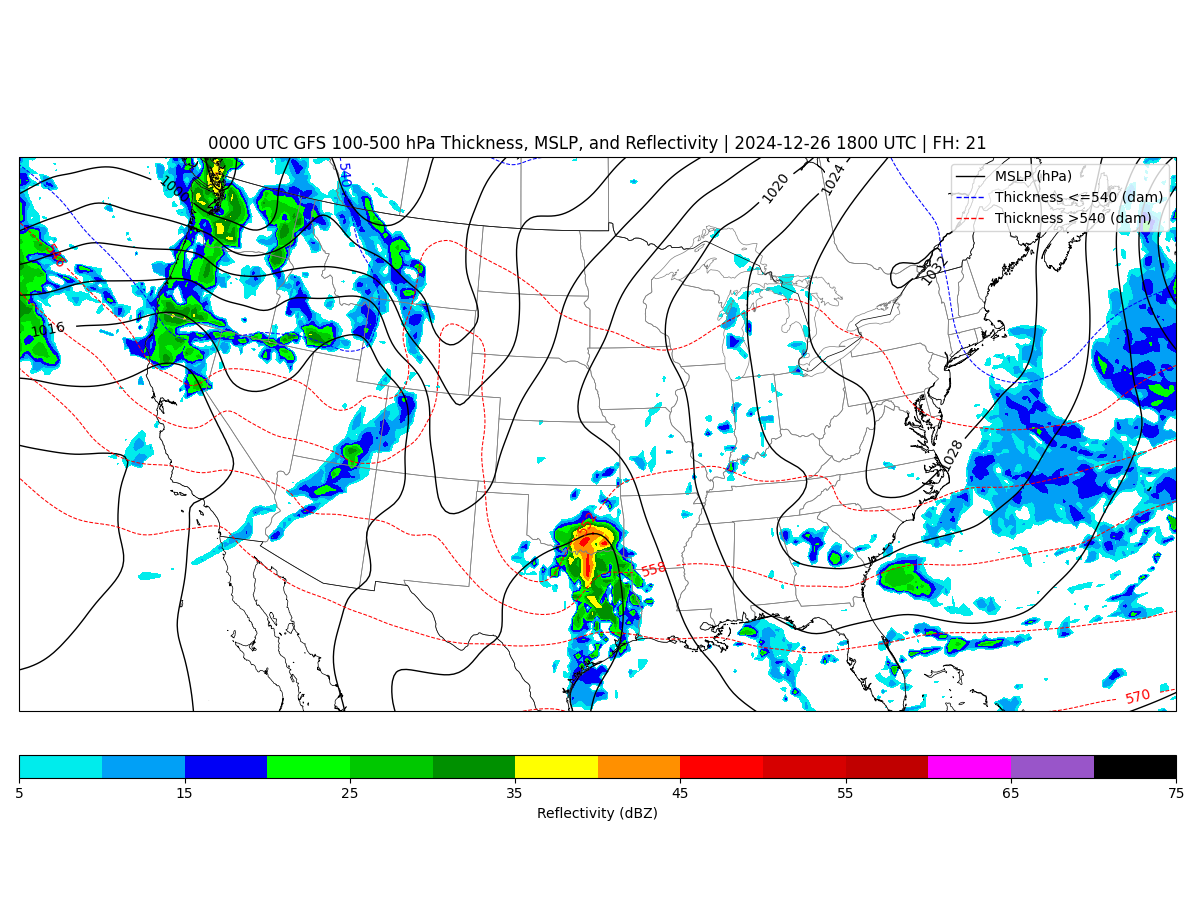 0000 UTC GFS 100-500 hPa Thickness, MSLP, and Reflectivity | 2024-12-26 1800 UTC | FH: 21
MSLP (hPa)
Thickness <=540 (dam)
Thickness >540 (dam)
540
1020
1024
1032
1016
1028
558
570
5 15 25 35 45 55 65 75
Reflectivity (dBZ)